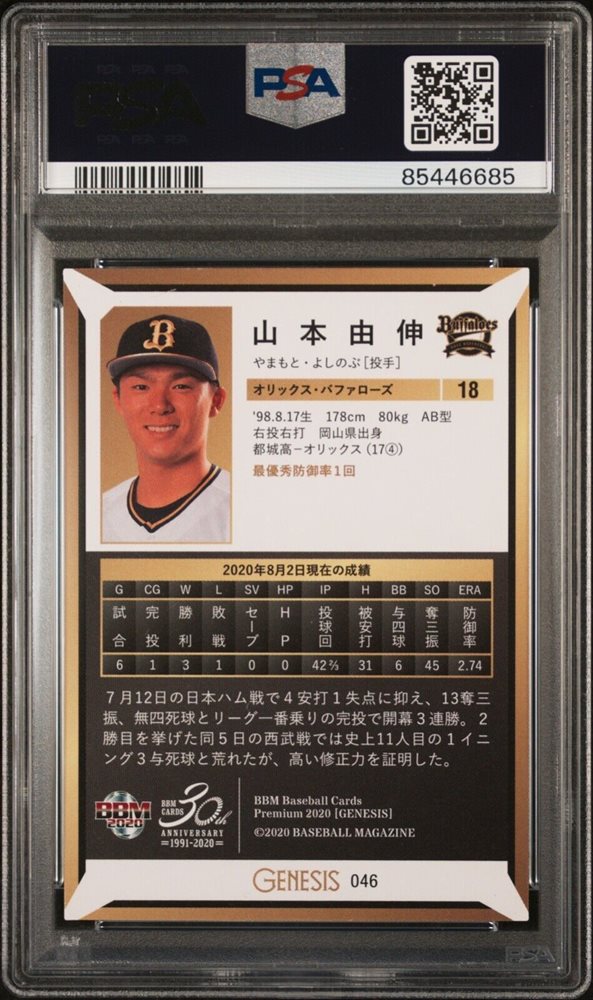 PSA
85446685
B
山本由伸
Buffaloes
やまもと・よしのぶ[投手]
オリックス・バファローズ 18
'98.8.17生 178cm 80kg AB型
右投右打 岡山県出身
都城高－オリックス(17④)
最優秀防御率1回
2020年8月2日現在の成績
G CG W L SV HP IP H BB SO ERA
試合 完投 勝利 敗戦 セーブ HP 投球回 被安打 与四球 奪三振 防御率
6 1 3 1 0 0 42⅔ 31 6 45 2.74
7月12日の日本ハム戦で4安打1失点に抑え、13奪三
振、無四死球とリーグ一番乗りの完投で開幕3連勝。2
勝目を挙げた同5日の西武戦では史上11人目の1イニ
ング3与死球と荒れたが、高い修正力を証明した。
BBM
2020
BBM
CARDS
30th
ANNIVERSARY
=1991-2020=
BBM Baseball Cards
Premium 2020 [GENESIS]
©2020 BASEBALL MAGAZINE
GENESIS 046
PSA